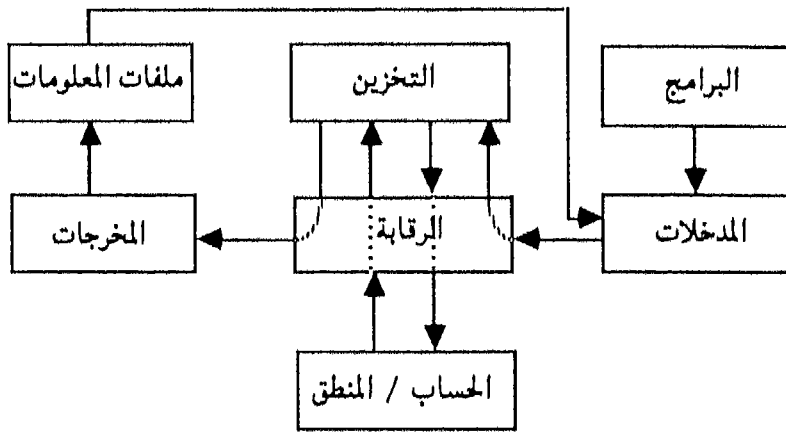 البرامج
التخزين
ملفات المعلومات
المدخلات
الرقابة
المخرجات
الحساب / المنطق